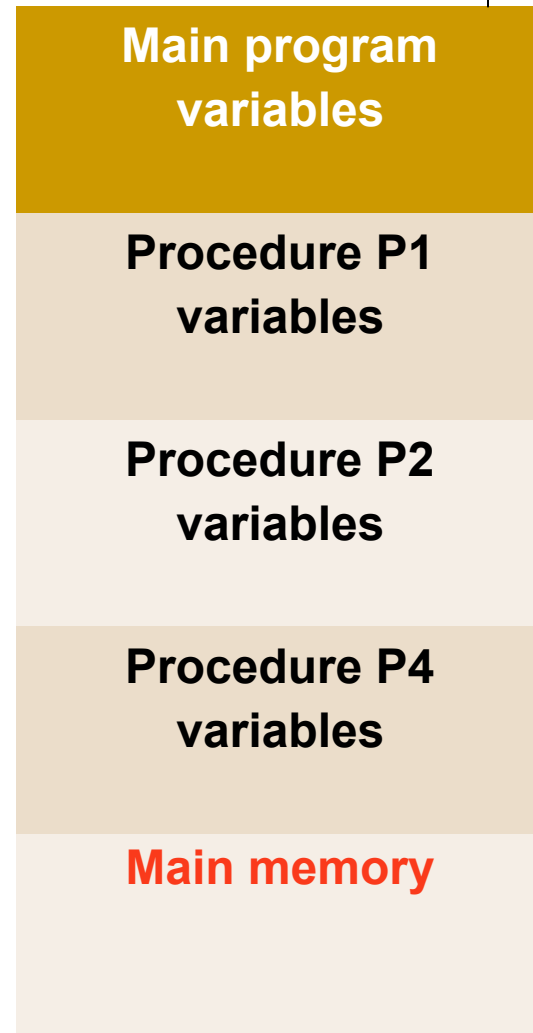 Main program
variables
Procedure P1
variables
Procedure P2
variables
Procedure P4
variables
Main memory